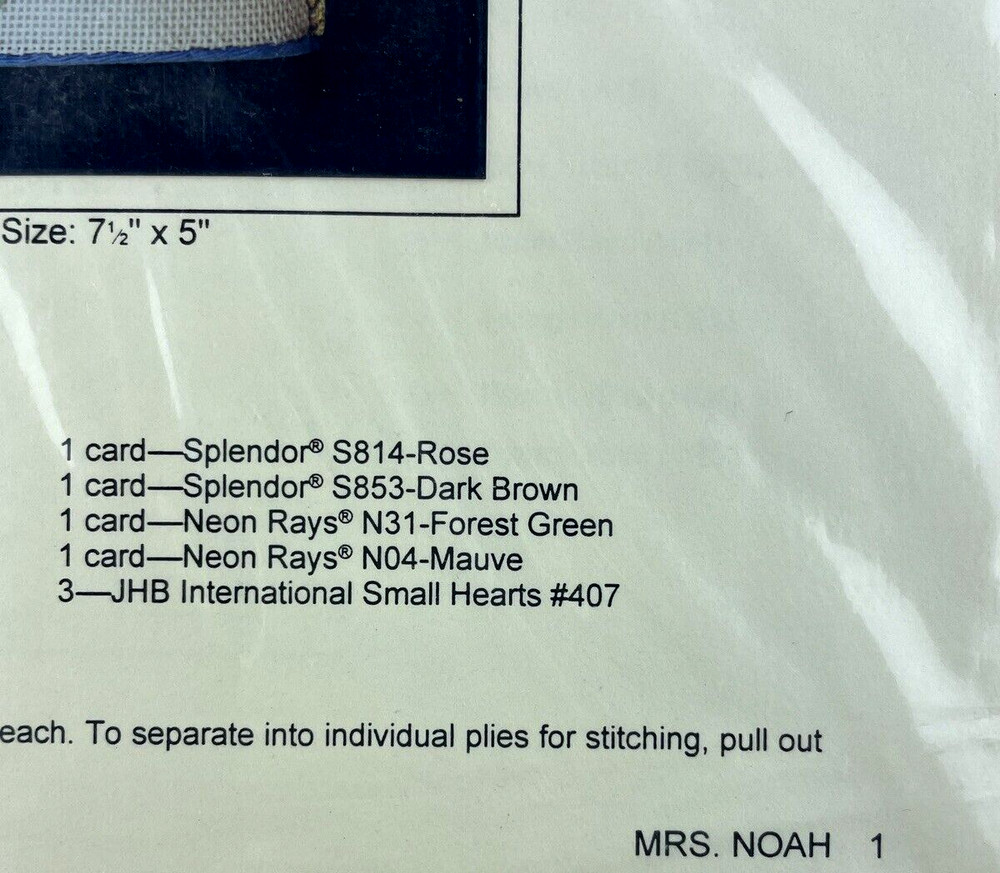 Size: 7½" x 5"
1 card—Splendor® S814-Rose
1 card—Splendor® S853-Dark Brown
1 card—Neon Rays® N31-Forest Green
1 card—Neon Rays® N04-Mauve
3—JHB International Small Hearts #407
each. To separate into individual plies for stitching, pull out
MRS. NOAH 1